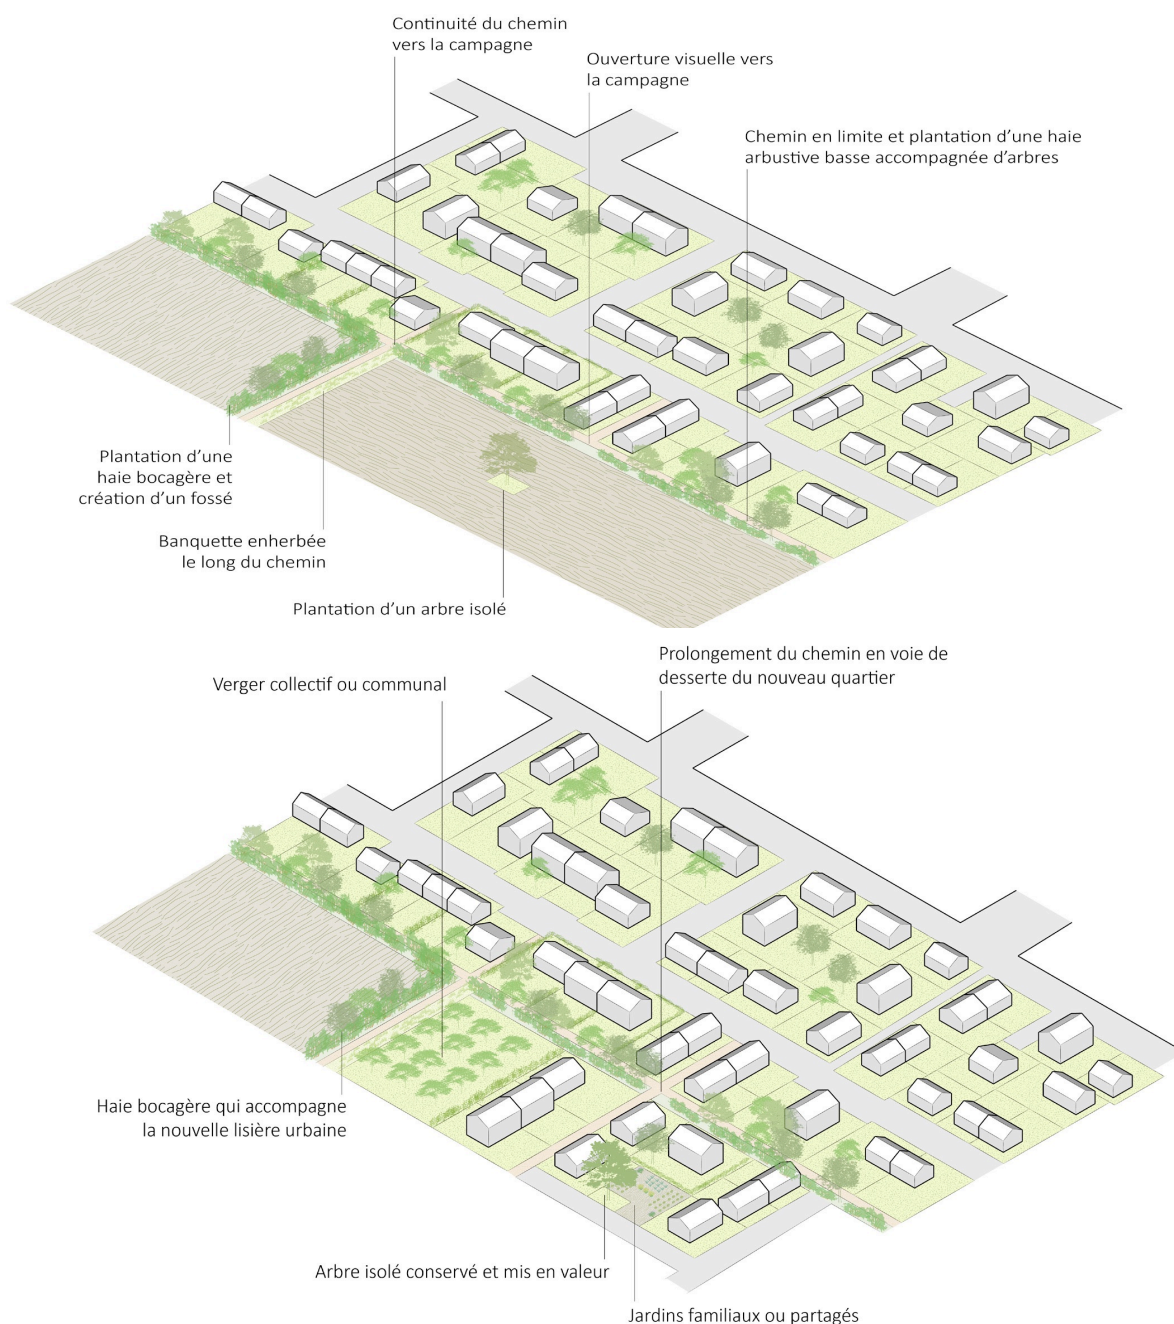 Continuité du chemin
vers la campagne
Ouverture visuelle vers
la campagne
Chemin en limite et plantation d’une haie
arbustive basse accompagnée d’arbres
Plantation d’une
haie bocagère et
création d’un fossé
Banquette enherbée
le long du chemin
Plantation d’un arbre isolé
Prolongement du chemin en voie de
desserte du nouveau quartier
Verger collectif ou communal
Haie bocagère qui accompagne
la nouvelle lisière urbaine
Arbre isolé conservé et mis en valeur
Jardins familiaux ou partagés